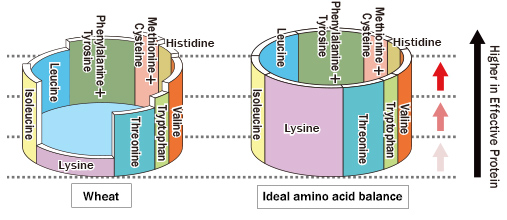 Leucine
Phenylalanine+
Tyrosine
Methionine+
Cysteine
Histidine
Isoleucine
Lysine
Threonine
Tryptophan
Valine
Wheat
Leucine
Phenylalanine+
Tyrosine
Methionine+
Cysteine
Histidine
Isoleucine
Lysine
Threonine
Tryptophan
Valine
Ideal amino acid balance
Higher in Effective Protein